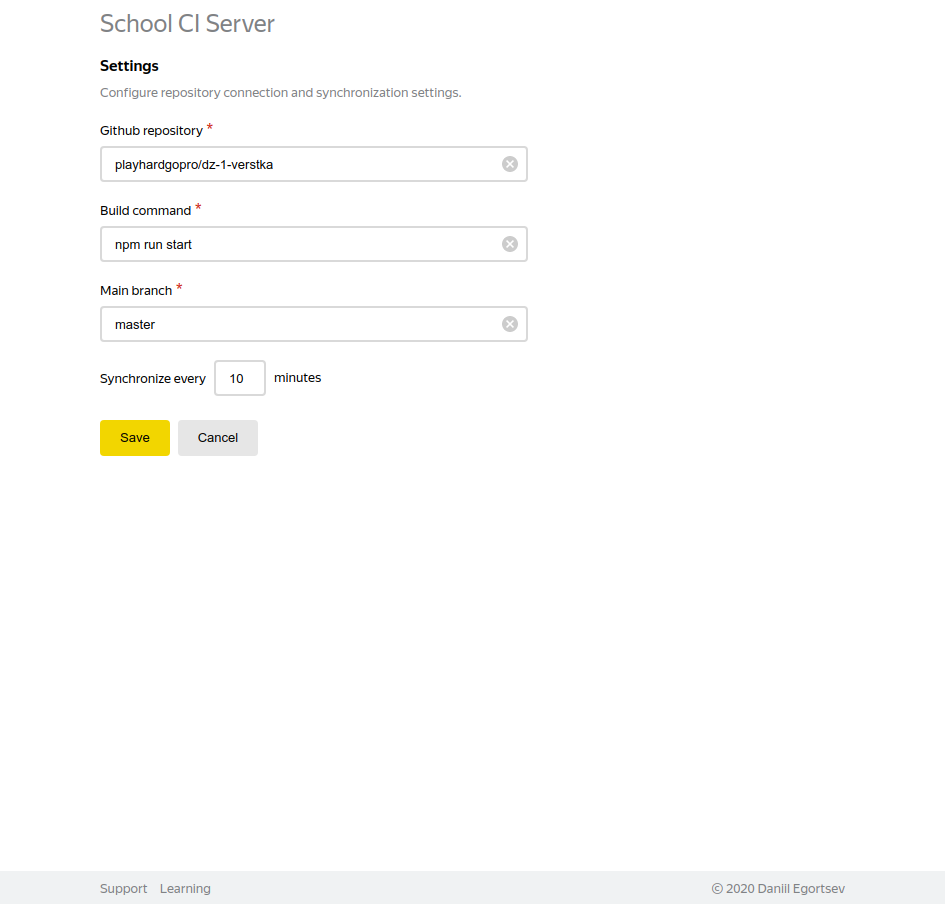 School CI Server
Settings
Configure repository connection and synchronization settings.
Github repository *
playhardgopro/dz-1-verstka
Build command *
npm run start
Main branch *
master
Synchronize every 10 minutes
Save Cancel
Support Learning © 2020 Daniil Egortsev